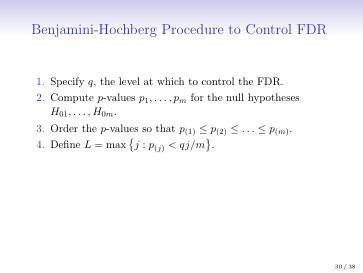 Benjamini-Hochberg Procedure to Control FDR
1. Specify q, the level at which to control the FDR.
2. Compute p-values p₁, . . . , pₘ for the null hypotheses
H₀₁, . . . , H₀ₘ.
3. Order the p-values so that p₍₁₎ ≤ p₍₂₎ ≤ . . . ≤ p₍ₘ₎.
4. Define L = max {j : p₍ⱼ₎ < qj/m}.
30 / 38